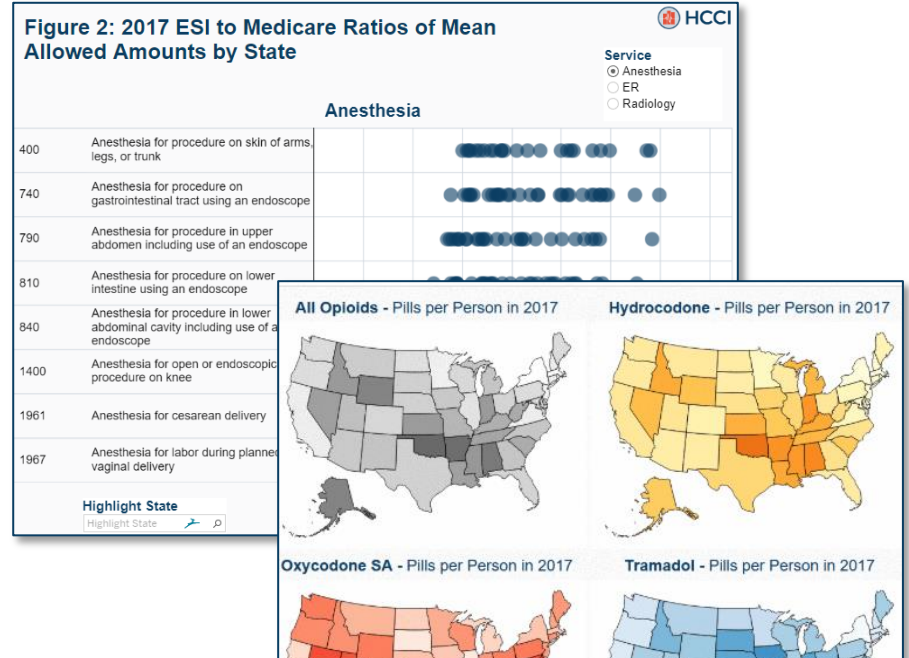 Figure 2: 2017 ESI to Medicare Ratios of Mean
Allowed Amounts by State
HCCI
Service
Anesthesia
ER
Radiology
Anesthesia
400
Anesthesia for procedure on skin of arms,
legs, or trunk
740
Anesthesia for procedure on
gastrointestinal tract using an endoscope
790
Anesthesia for procedure in upper
abdomen including use of an endoscope
810
Anesthesia for procedure on lower
intestine using an endoscope
840
Anesthesia for procedure in lower
abdominal cavity including use of a
endoscope
1400
Anesthesia for open or endoscopic
procedure on knee
1961
Anesthesia for cesarean delivery
1967
Anesthesia for labor during planned
vaginal delivery
Highlight State
Highlight State
All Opioids - Pills per Person in 2017
Hydrocodone - Pills per Person in 2017
Oxycodone SA - Pills per Person in 2017
Tramadol - Pills per Person in 2017